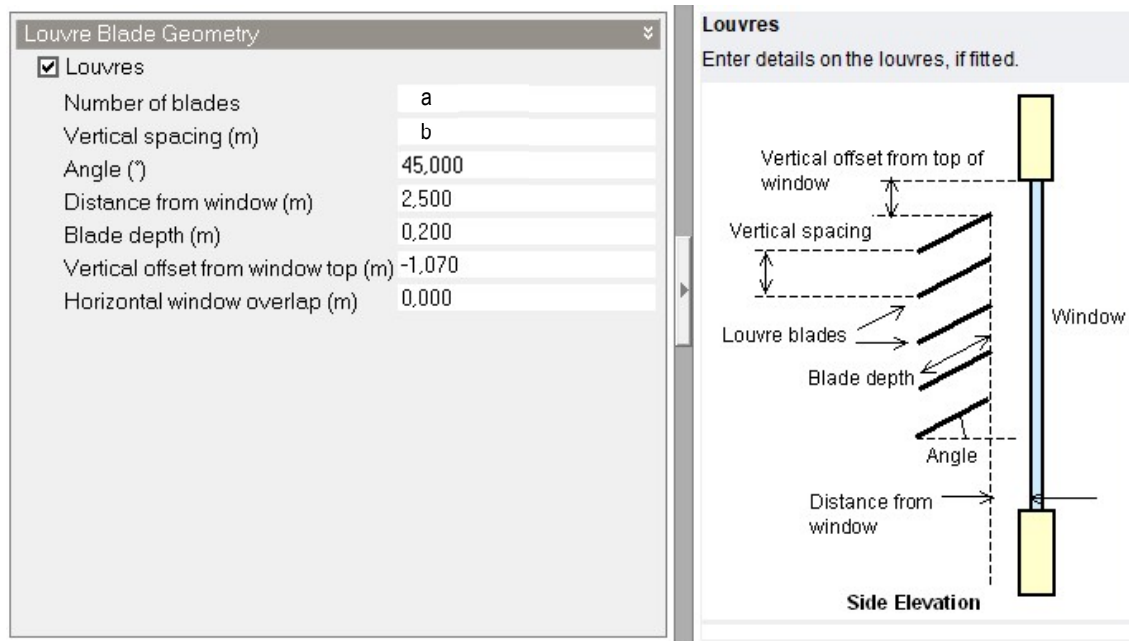 Louvre Blade Geometry
Louvres
Number of blades a
Vertical spacing (m) b
Angle (°) 45,000
Distance from window (m) 2,500
Blade depth (m) 0,200
Vertical offset from window top (m) -1,070
Horizontal window overlap (m) 0,000
Louvres
Enter details on the louvres, if fitted.
Vertical offset from top of
window
Vertical spacing
Louvre blades
Window
Blade depth
Angle
Distance from
window
Side Elevation